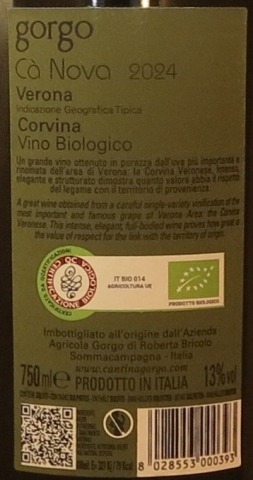 gorgo
Cà Nova 2024
Verona
Indicazione Geografica Tipica
Corvina
Vino Biologico
Un grande vino ottenuto in purezza dall'uva più importante e
rinomata dell'area di Verona: la Corvina Veronese. Intenso,
elegante e strutturato dimostra quanto valore abbia il rispetto
del legame con il territorio di provenienza.
A great wine obtained from a careful single-variety vinification of the
most important and famous grape of Verona Area: the Corvina
Veronese. This intense, elegant, full-bodied wine proves how great is
the value of respect for the link with the territory of origin.
IT BIO 014
AGRICOLTURA UE
PRODOTTO BIOLOGICO
Imbottigliato all'origine dall'Azienda
Agricola Gorgo di Roberta Bricolo
Sommacampagna - Italia
www.cantinagorgo.com
750 ml e PRODOTTO IN ITALIA 13% vol
8 028553 000393